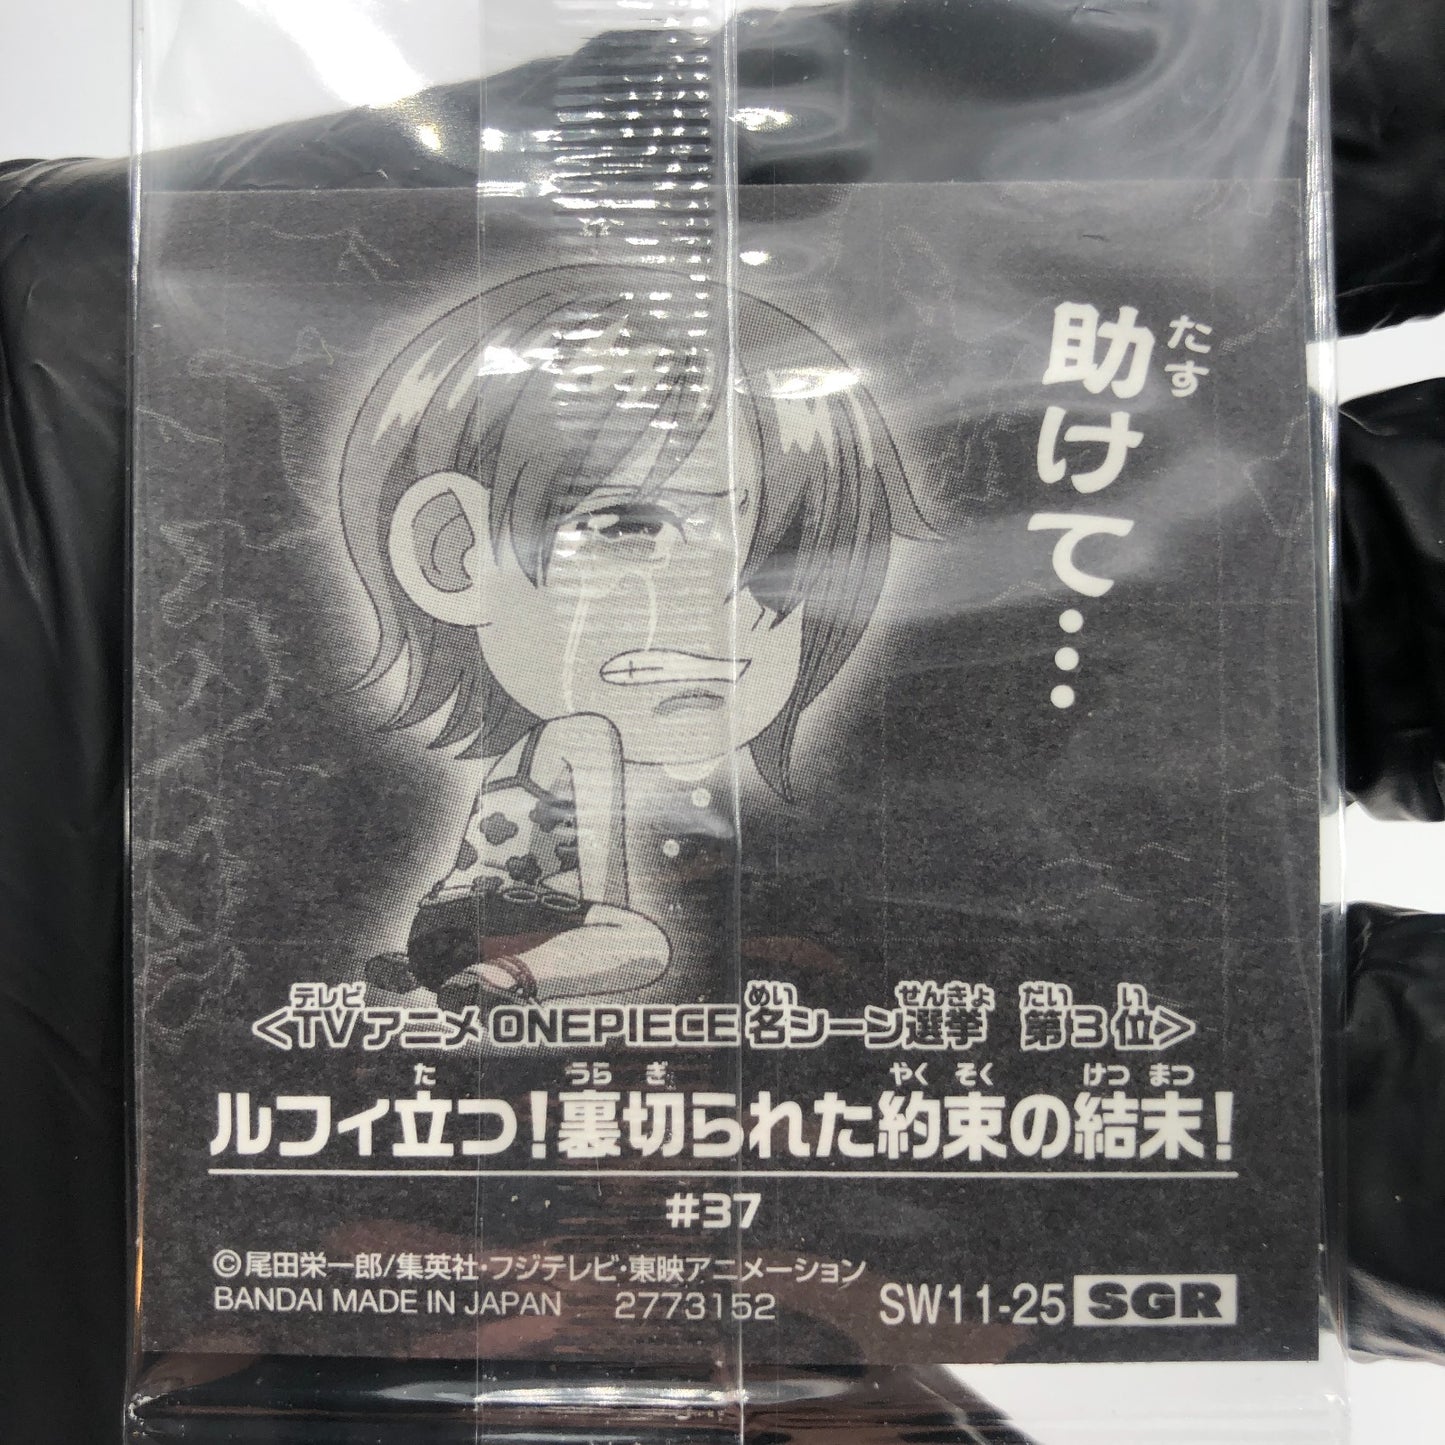 助けて…
たす
テレビ めい せんきょ だい い
<TVアニメ ONEPIECE 名シーン選挙 第3位>
た うら ぎ やく そく けつ まつ
ルフィ立つ!裏切られた約束の結末!
#37
©尾田栄一郎/集英社・フジテレビ・東映アニメーション
BANDAI MADE IN JAPAN 2773152
SW11-25 SGR